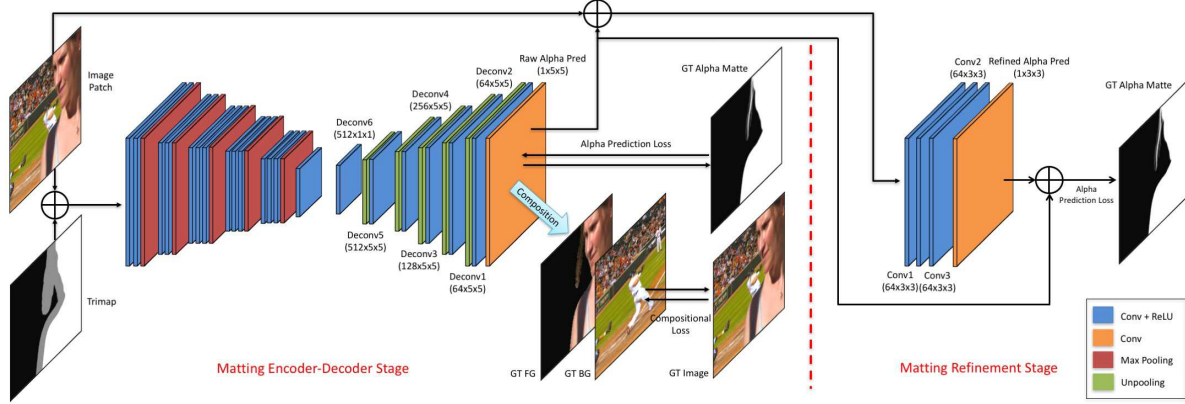 Image
Patch
Trimap
Deconv6
(512x1x1)
Deconv5
(512x5x5)
Deconv4
(256x5x5)
Deconv3
(128x5x5)
Deconv2
(64x5x5)
Deconv1
(64x5x5)
Raw Alpha Pred
(1x5x5)
Composition
Alpha Prediction Loss
GT Alpha Matte
GT FG
GT BG
Compositional
Loss
GT Image
Matting Encoder-Decoder Stage
Conv2
(64x3x3)
Refined Alpha Pred
(1x3x3)
Conv1
(64x3x3)
Conv3
(64x3x3)
GT Alpha Matte
Alpha
Prediction Loss
Matting Refinement Stage
Conv + ReLU
Conv
Max Pooling
Unpooling